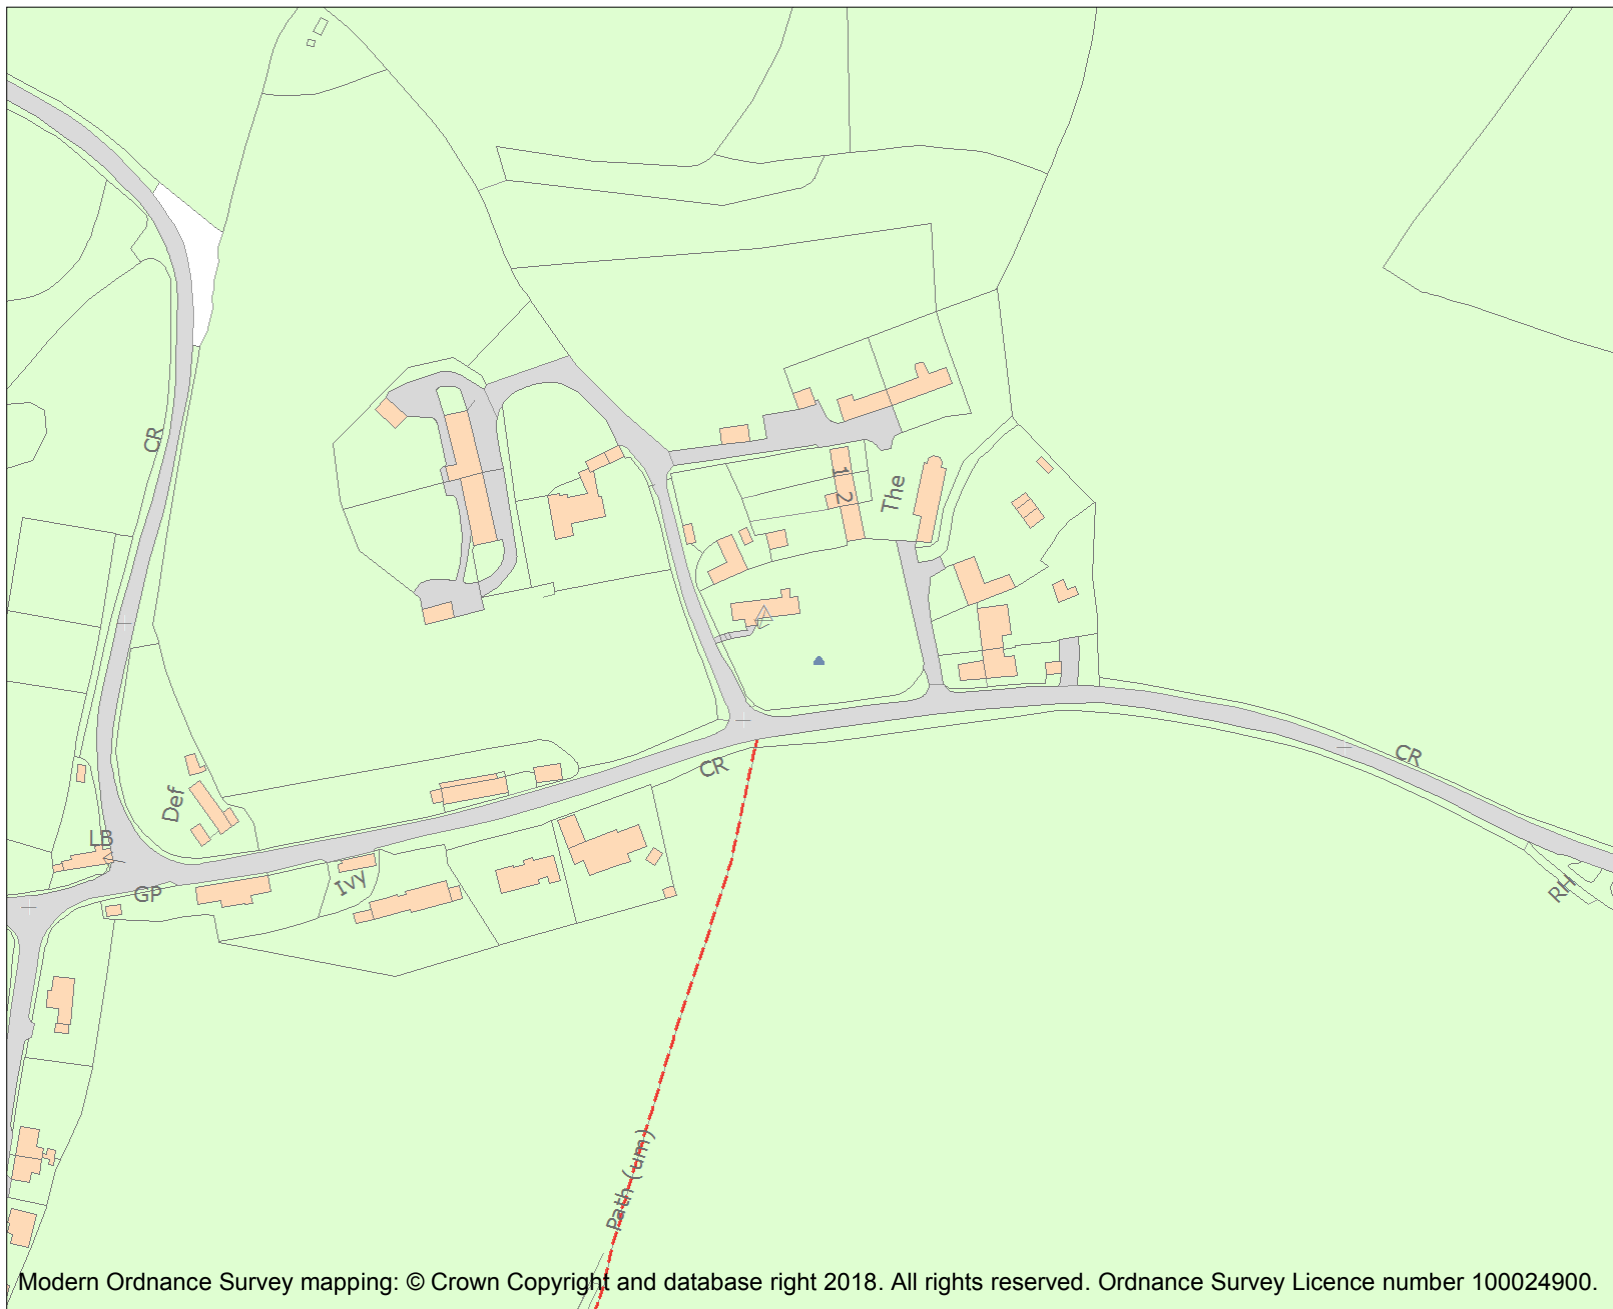 CR
1 2
The
CR
CR
Def
LB
Ivy
GP
RH
Path (um)
Modern Ordnance Survey mapping: © Crown Copyright and database right 2018. All rights reserved. Ordnance Survey Licence number 100024900.